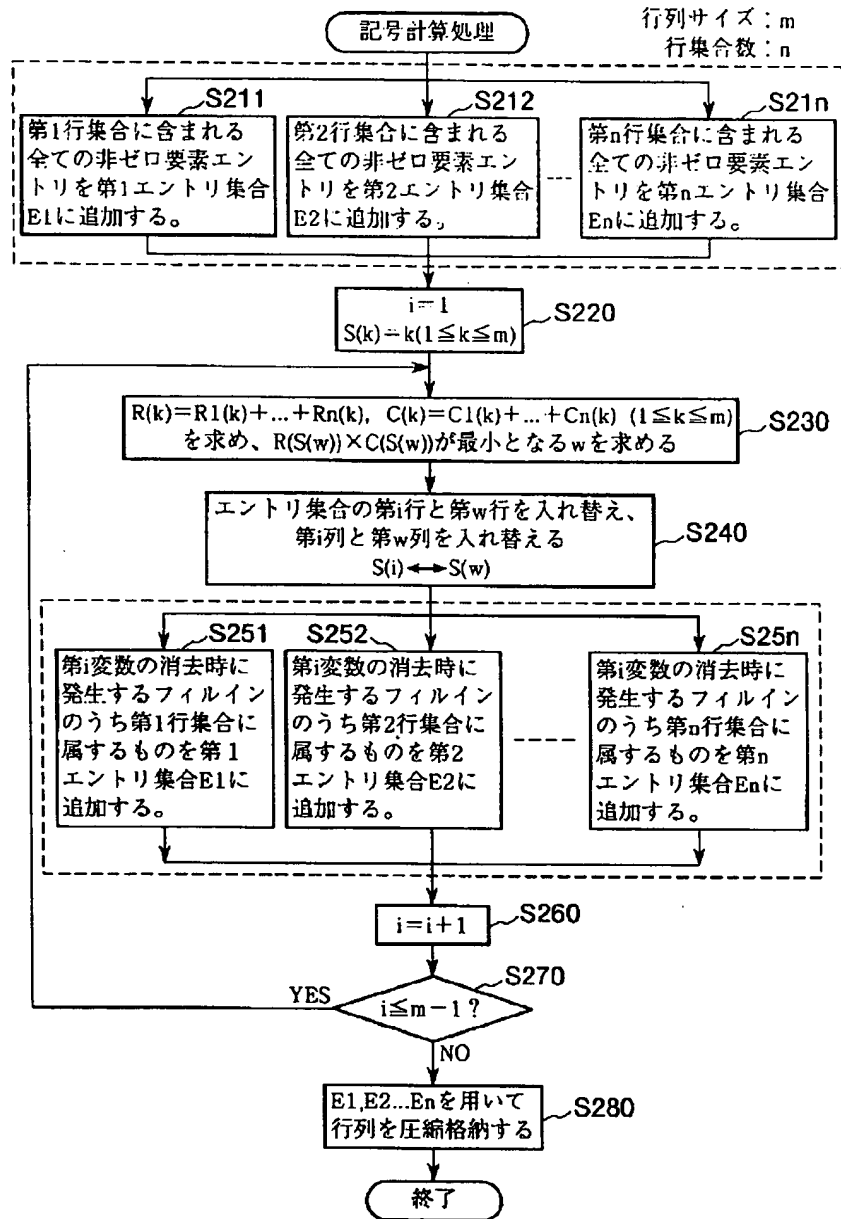 記号計算処理
行列サイズ：m
行集合数：n
S211
第1行集合に含まれる
全ての非ゼロ要素エン
トリを第1エントリ集合
E1に追加する。
S212
第2行集合に含まれる
全ての非ゼロ要素エン
トリを第2エントリ集合
E2に追加する。
S21n
第n行集合に含まれる
全ての非ゼロ要素エン
トリを第nエントリ集合
Enに追加する。
i=1
S(k)=k(1≦k≦m)
S220
R(k)=R1(k)+...+Rn(k), C(k)=C1(k)+...+Cn(k) (1≦k≦m)
を求め、R(S(w))×C(S(w))が最小となるwを求める
S230
エントリ集合の第i行と第w行を入れ替え、
第i列と第w列を入れ替える
S(i)⟷S(w)
S240
S251
第i変数の消去時に
発生するフィルイン
のうち第1行集合に
属するものを第1
エントリ集合E1に
追加する。
S252
第i変数の消去時に
発生するフィルイン
のうち第2行集合に
属するものを第2
エントリ集合E2に
追加する。
S25n
第i変数の消去時に
発生するフィルイン
のうち第n行集合に
属するものを第n
エントリ集合Enに
追加する。
i=i+1
S260
S270
YES
i≦m-1?
NO
E1,E2...Enを用いて
行列を圧縮格納する
S280
終了